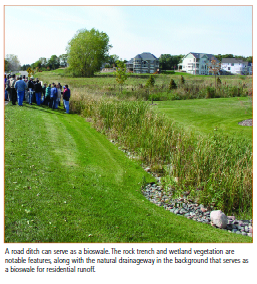 A road ditch can serve as a bioswale. The rock trench and wetland vegetation are
notable features, along with the natural drainageway in the background that serves as
a bioswale for residential runoff.